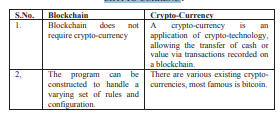 S.No. Blockchain Crypto-Currency
1. Blockchain does not require crypto-currency
A crypto-currency is an application of crypto-technology, allowing the transfer of cash or value via transactions recorded on a blockchain.
2, The program can be constructed to handle a varying set of rules and configuration.
There are various existing crypto-currencies, most famous is bitcoin.